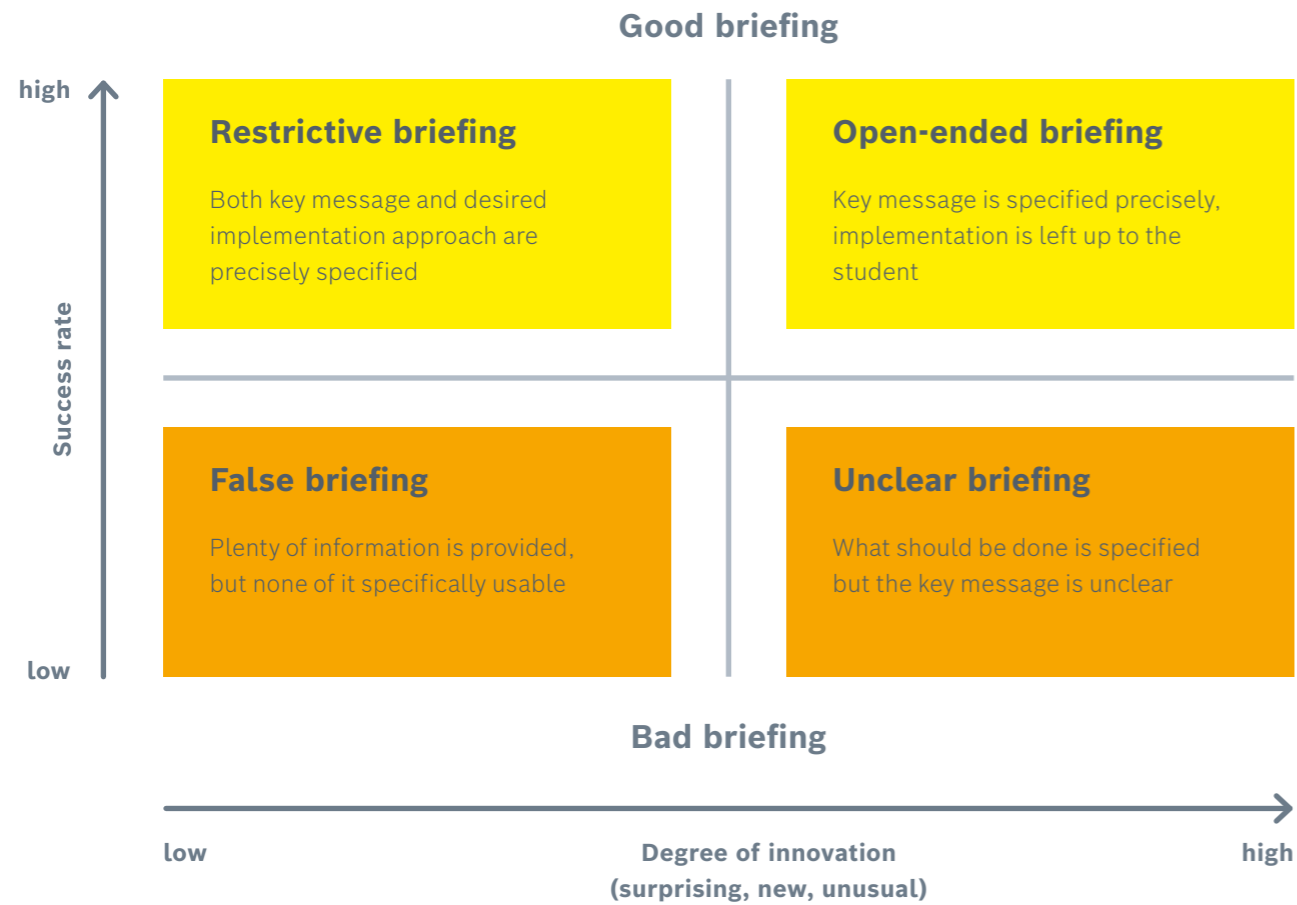 Good briefing
high
Restrictive briefing
Both key message and desired
implementation approach are
precisely specified
Open-ended briefing
Key message is specified precisely,
implementation is left up to the
student
Success rate
False briefing
Plenty of information is provided,
but none of it specifically usable
Unclear briefing
What should be done is specified
but the key message is unclear
low
Bad briefing
low
Degree of innovation
(surprising, new, unusual)
high